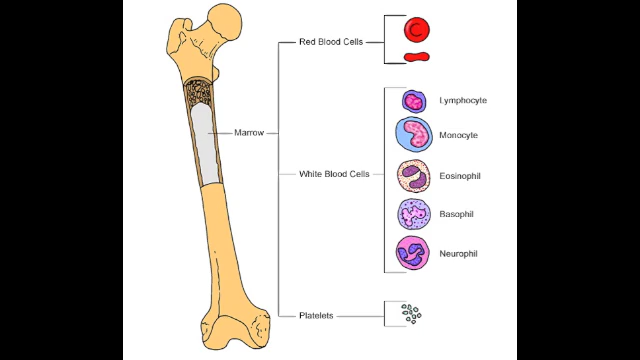 Red Blood Cells
Lymphocyte
Marrow
Monocyte
White Blood Cells
Eosinophil
Basophil
Neurophil
Platelets